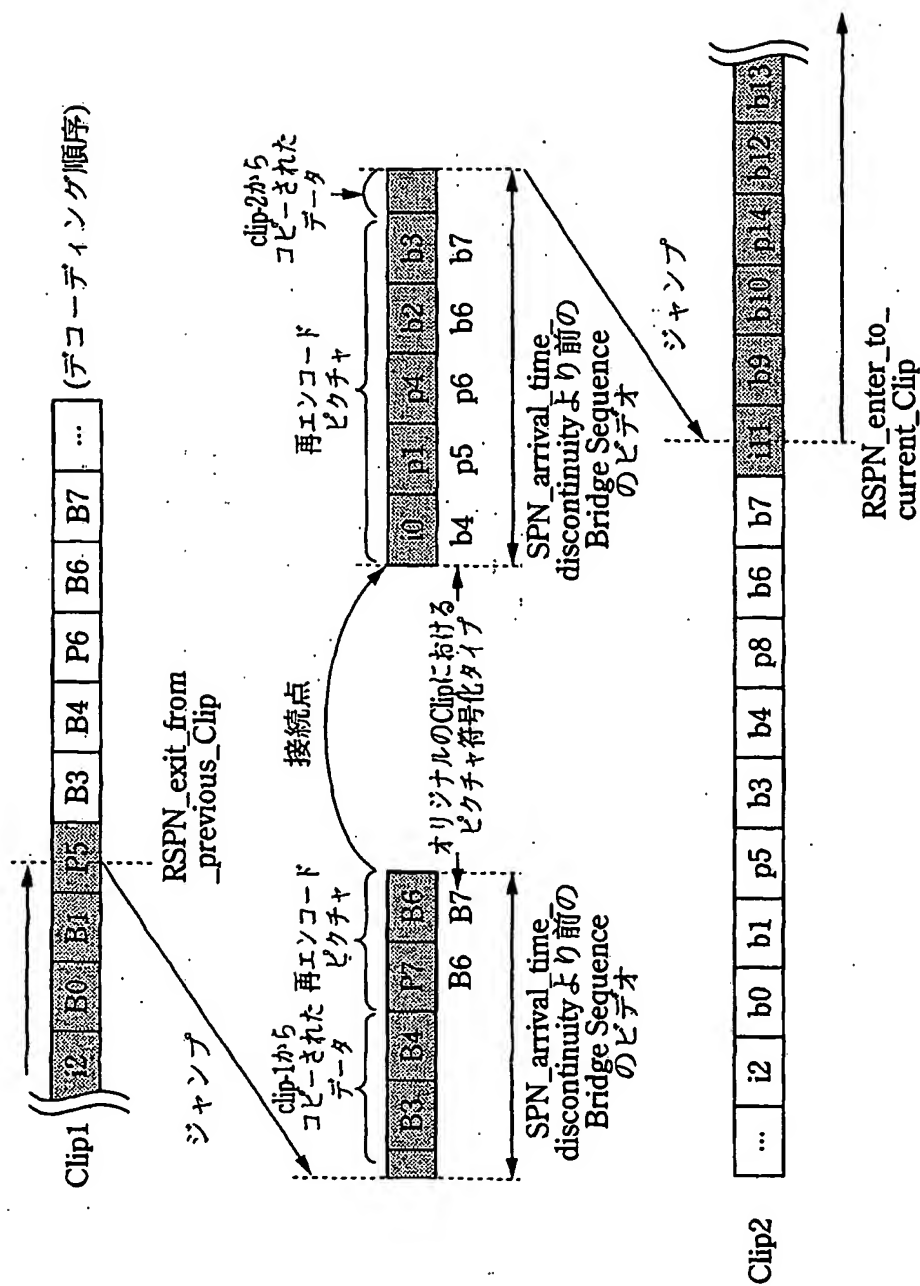 Clip1
i2 B0 B1 P5 B3 B4 P6 B6 B7 ...
(デコーディング順序)
RSPN_exit_from
_previous_Clip
ジャンプ
clip-1から
コピーされた
データ
再エンコード
ピクチャ
B3 B4 P7 B6
B6 B7
SPN_arrival_time_
discontinuityより前の
Bridge Sequence
のビデオ
接続点
オリジナルのClipにおける
ピクチャ符号化タイプ
再エンコード
ピクチャ
clip-2から
コピーされた
データ
i0 p1 p4 b2 b3
b4 p5 p6 b6 b7
SPN_arrival_time_
discontinuityより前の
Bridge Sequence
のビデオ
ジャンプ
Clip2
... i2 b0 b1 p5 b3 b4 p8 b6 b7 i11 b9 b10 p14 b12 b13
RSPN_enter_to_
current_Clip